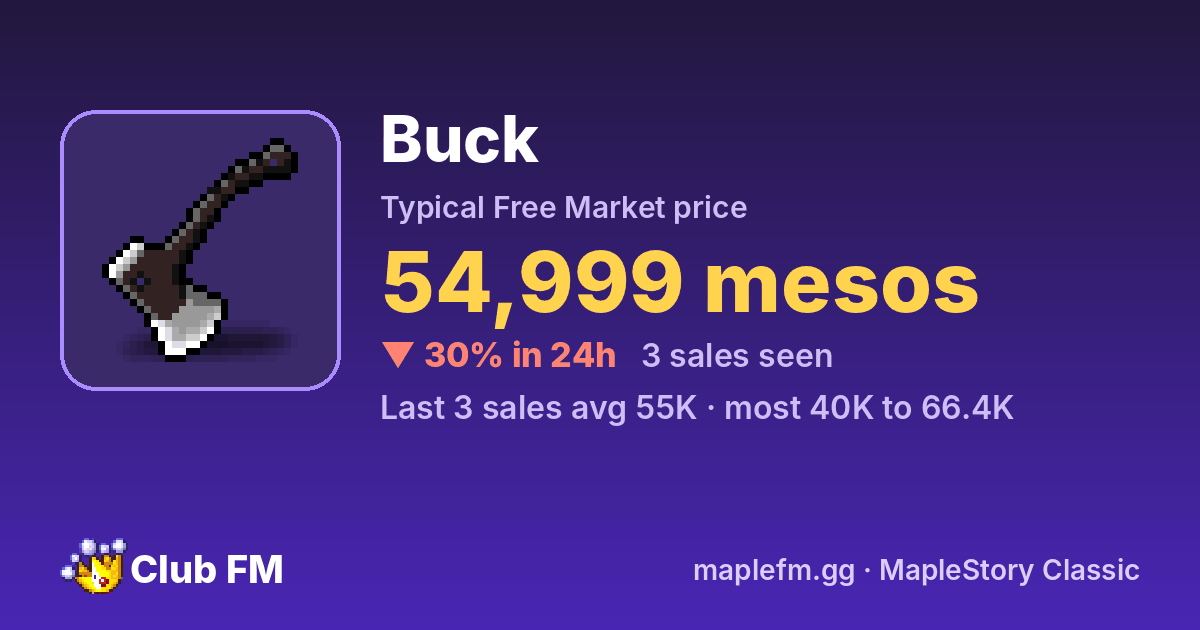 Buck
Typical Free Market price
54,999 mesos
▼ 30% in 24h 3 sales seen
Last 3 sales avg 55K · most 40K to 66.4K
Club FM
maplefm.gg · MapleStory Classic